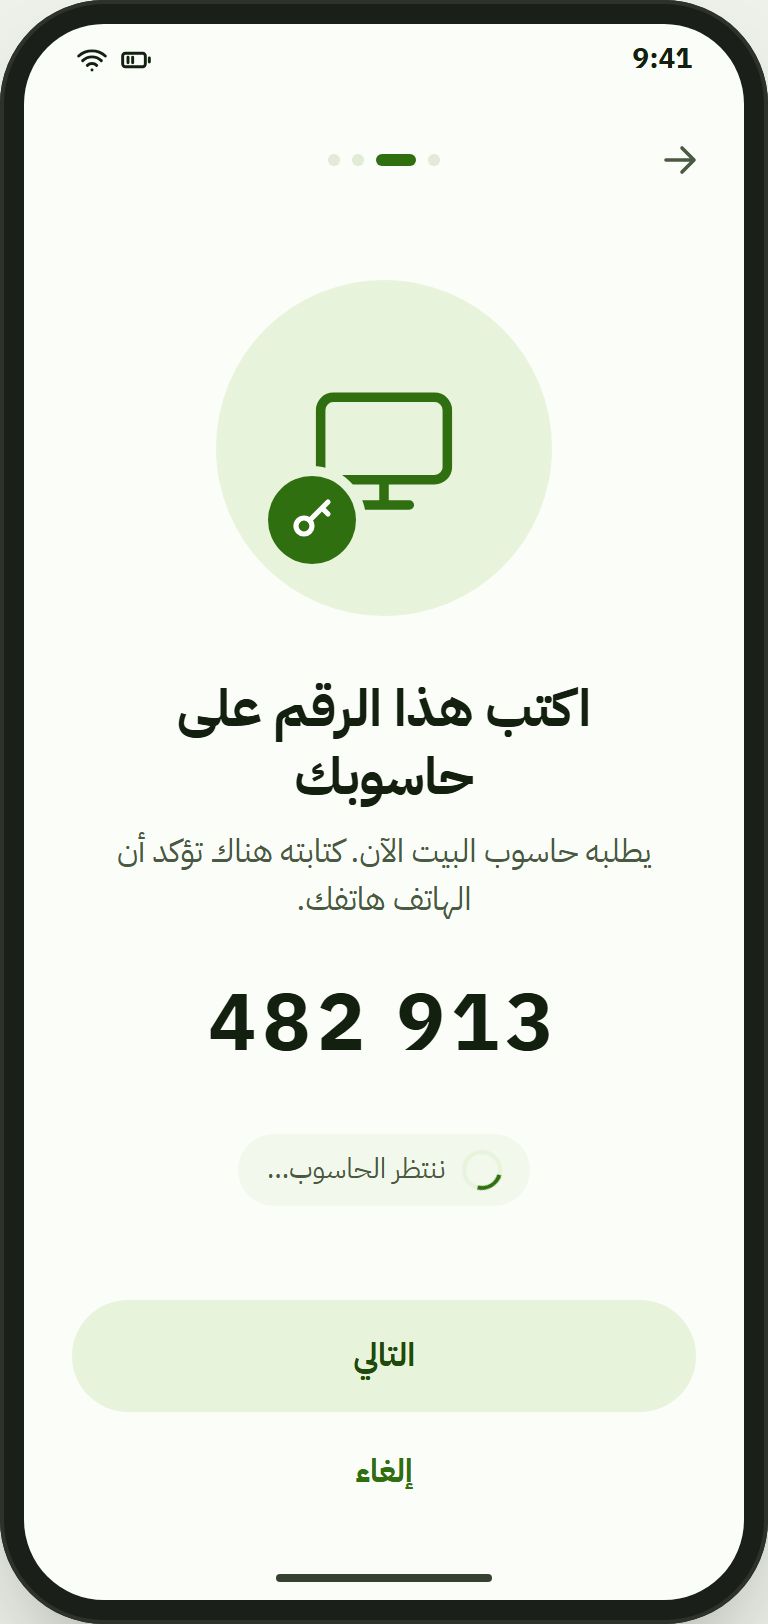 9:41
اكتب هذا الرقم على
حاسوبك
يطلبه حاسوب البيت الآن. كتابته هناك تؤكد أن
الهاتف هاتفك.
482 913
ننتظر الحاسوب...
التالي
إلغاء